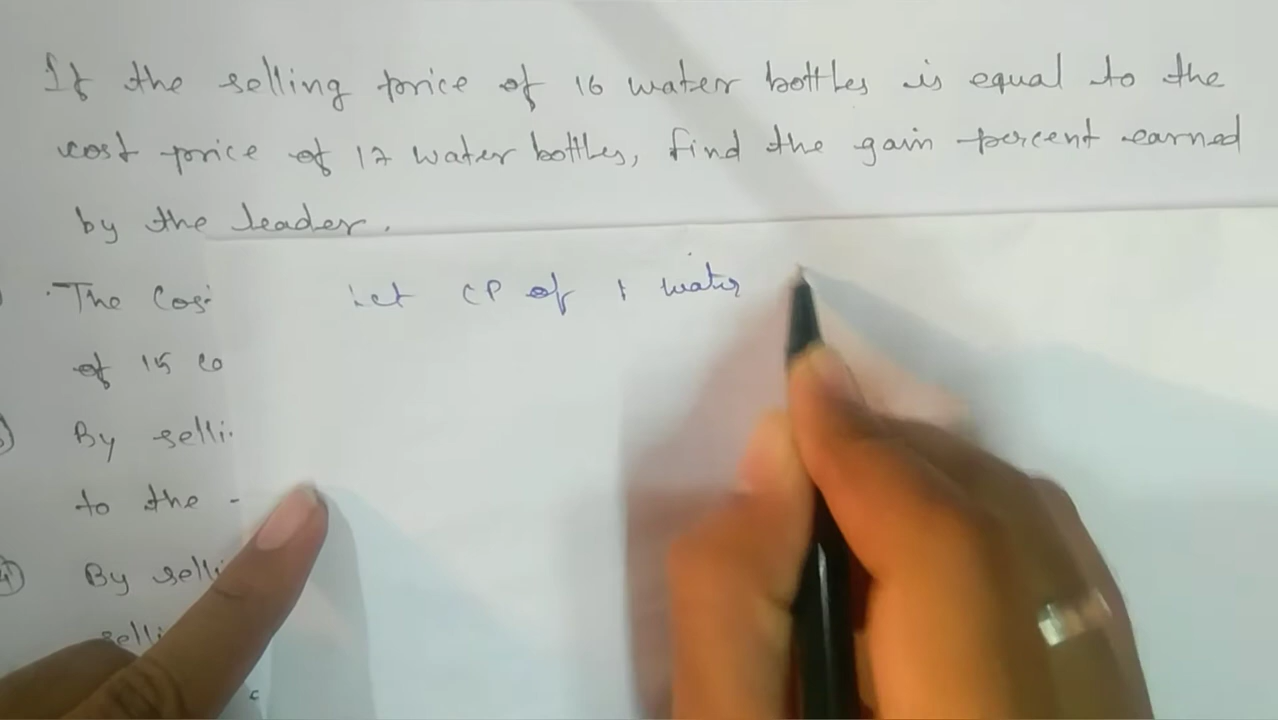 If the selling price of 16 water bottles is equal to the
cost price of 17 water bottles, find the gain percent earned
by the leader.
The Cos
Let CP of 1 water
of 15 co
By selli
to the
By selli
selli